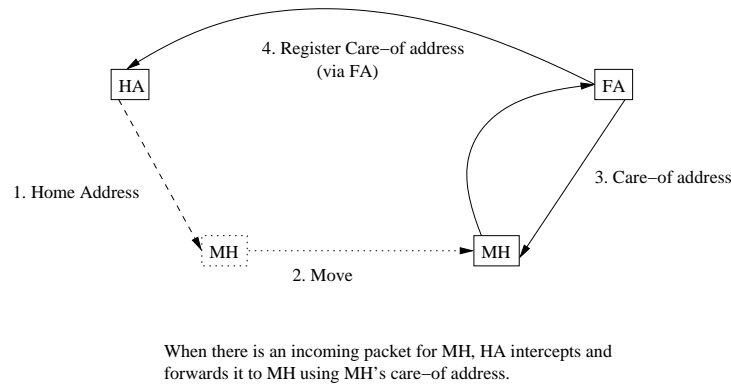 4. Register Care−of address
(via FA)
HA
FA
1. Home Address
3. Care−of address
MH
MH
2. Move
When there is an incoming packet for MH, HA intercepts and
forwards it to MH using MH's care−of address.